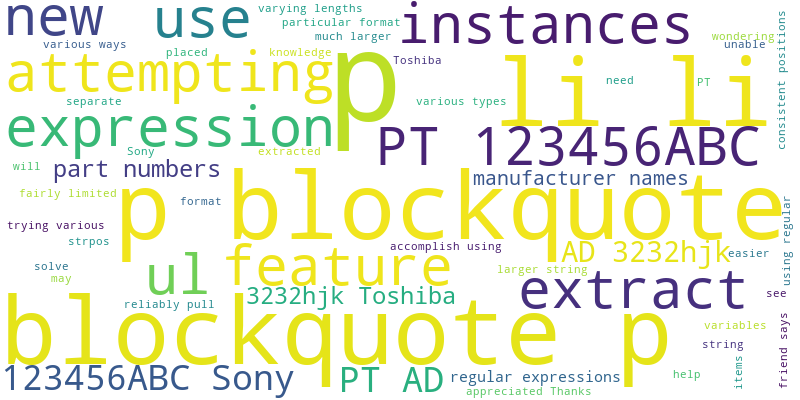 new
use
varying lengths
particular format
much larger
instances
wondering
unable
various ways
placed
knowledge
Toshiba
attempting
p
li li
need
PT
consistent positions
separate
various types
expression
PT 123456ABC
Sony
extracted
will
part numbers
manufacturer names
fairly limited
p blockquote
format
using regular
trying various
strpos
accomplish using
AD 3232hjk
easier
feature
ul
solve
may
larger string
extract
see
reliably pull
3232hjk Toshiba
blockquote p
variables
friend says
string
123456ABC Sony
PT AD
regular expressions
help
items
appreciated Thanks